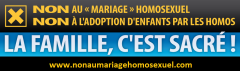 NON AU « MARIAGE » HOMOSEXUEL
NON À L'ADOPTION D'ENFANTS PAR LES HOMOS
LA FAMILLE, C'EST SACRÉ !
www.nonaumariagehomosexuel.com